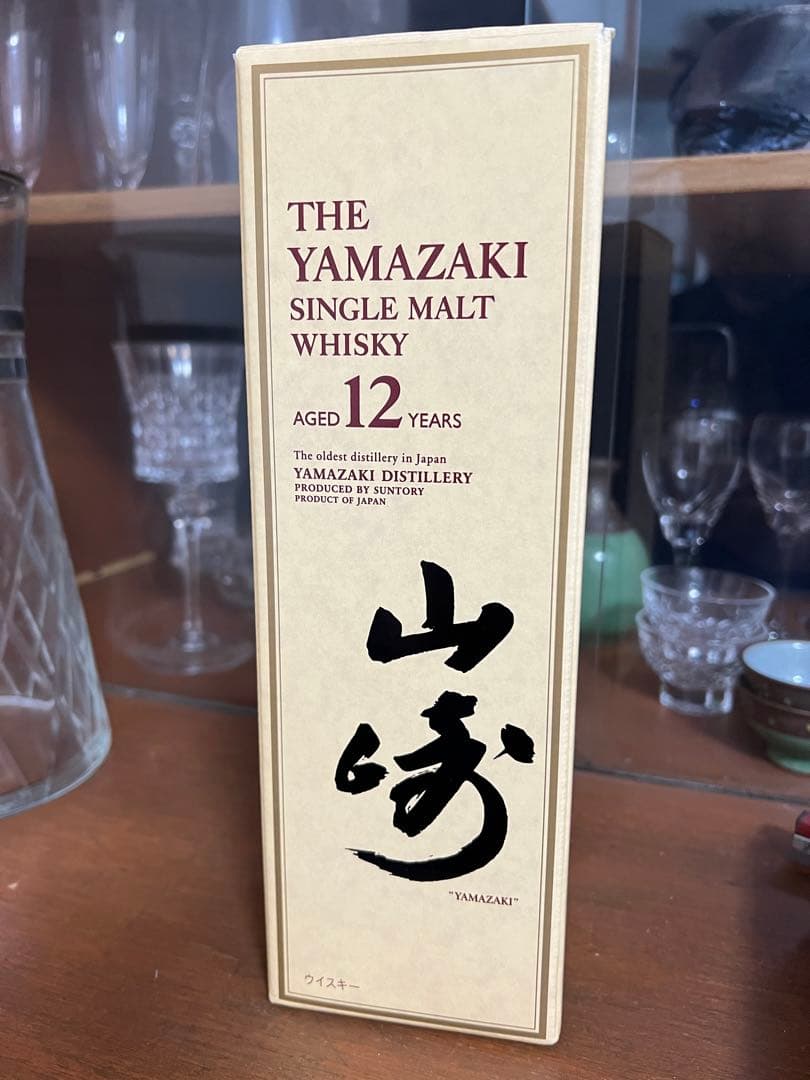 THE
YAMAZAKI
SINGLE MALT
WHISKY
AGED 12 YEARS
The oldest distillery in Japan
YAMAZAKI DISTILLERY
PRODUCED BY SUNTORY
PRODUCT OF JAPAN
山
崎
"YAMAZAKI"
ウイスキー